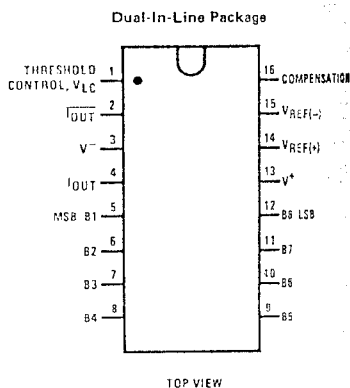 Dual-In-Line Package
THRESHOLD CONTROL, VLC 1
16 COMPENSATION
I̅O̅U̅T̅ 2
15 VREF(–)
V– 3
14 VREF(+)
IOUT 4
13 V+
MSB B1 5
12 B8 LSB
B2 6
11 B7
B3 7
10 B6
B4 8
9 B5
TOP VIEW